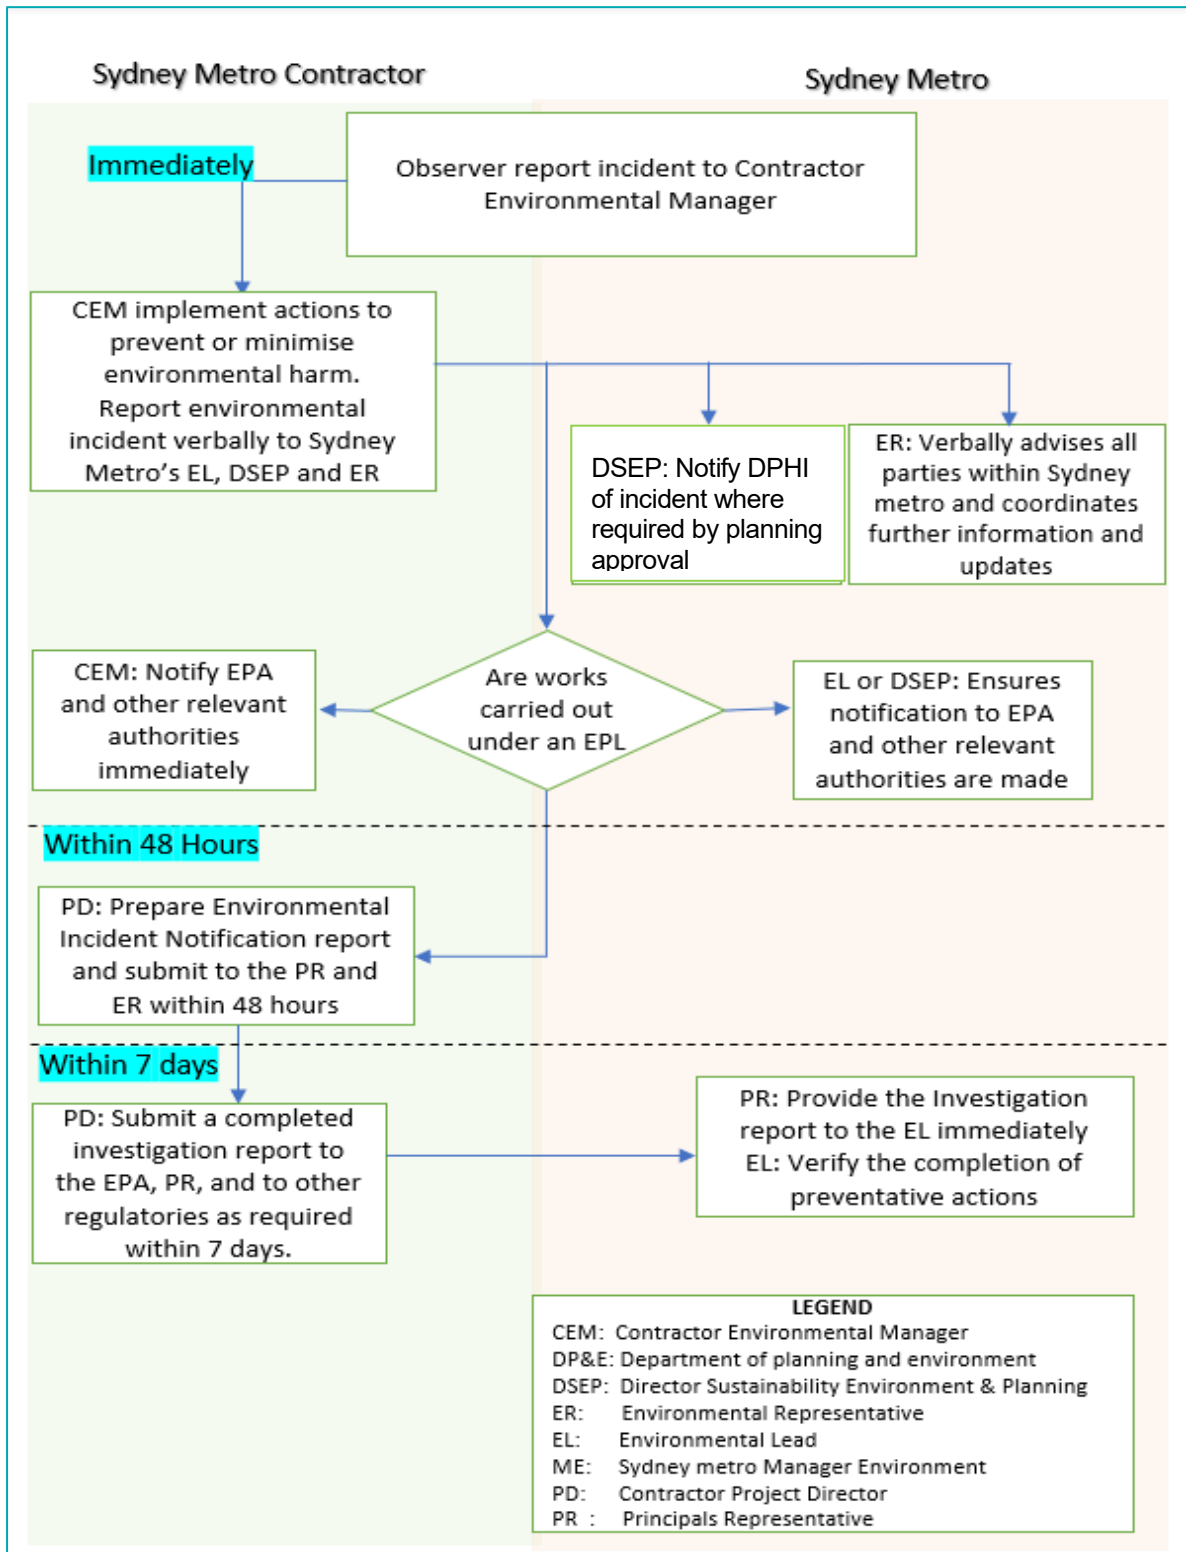 Sydney Metro Contractor
Sydney Metro
Immediately
Observer report incident to Contractor
Environmental Manager
CEM implement actions to
prevent or minimise
environmental harm.
Report environmental
incident verbally to Sydney
Metro's EL, DSEP and ER
DSEP: Notify DPHI
of incident where
required by planning
approval
ER: Verbally advises all
parties within Sydney
metro and coordinates
further information and
updates
CEM: Notify EPA
and other relevant
authorities
immediately
Are works
carried out
under an EPL
EL or DSEP: Ensures
notification to EPA
and other relevant
authorities are made
Within 48 Hours
PD: Prepare Environmental
Incident Notification report
and submit to the PR and
ER within 48 hours
Within 7 days
PD: Submit a completed
investigation report to
the EPA, PR, and to other
regulatories as required
within 7 days.
PR: Provide the Investigation
report to the EL immediately
EL: Verify the completion of
preventative actions
LEGEND
CEM: Contractor Environmental Manager
DP&E: Department of planning and environment
DSEP: Director Sustainability Environment & Planning
ER: Environmental Representative
EL: Environmental Lead
ME: Sydney metro Manager Environment
PD: Contractor Project Director
PR : Principals Representative